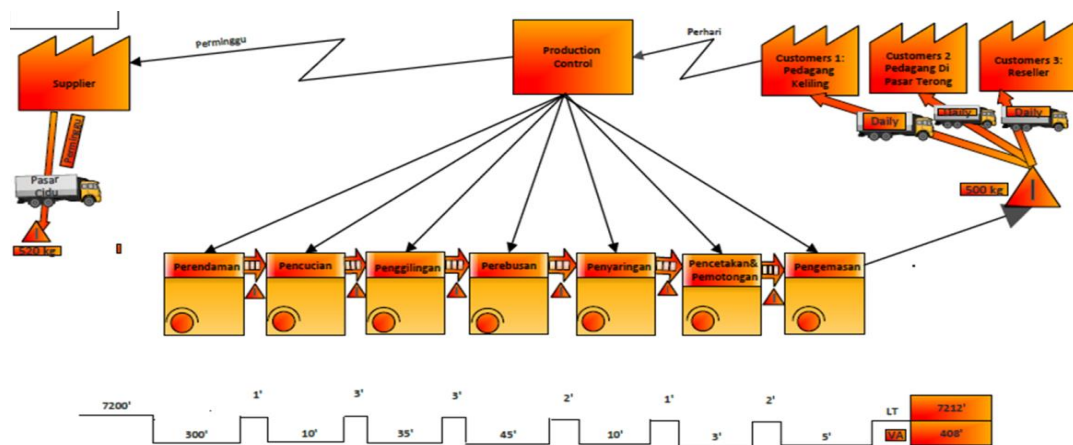 Perminggu
Perhari
Production
Control
Supplier
Customers 1:
Pedagang
Keliling
Customers 2
Pedagang Di
Pasar Terong
Customers 3:
Reseller
Perminggu
Daily
Daily
Daily
Pasar
Cidu
500 kg
I
I
520 kg
Perendaman
Pencucian
Penggilingan
Perebusan
Penyaringan
Pencetakan&
Pemotongan
Pengemasan
7200'
1'
3'
3'
2'
1'
2'
LT
7212'
300'
10'
35'
45'
10'
3'
5'
VA
408'